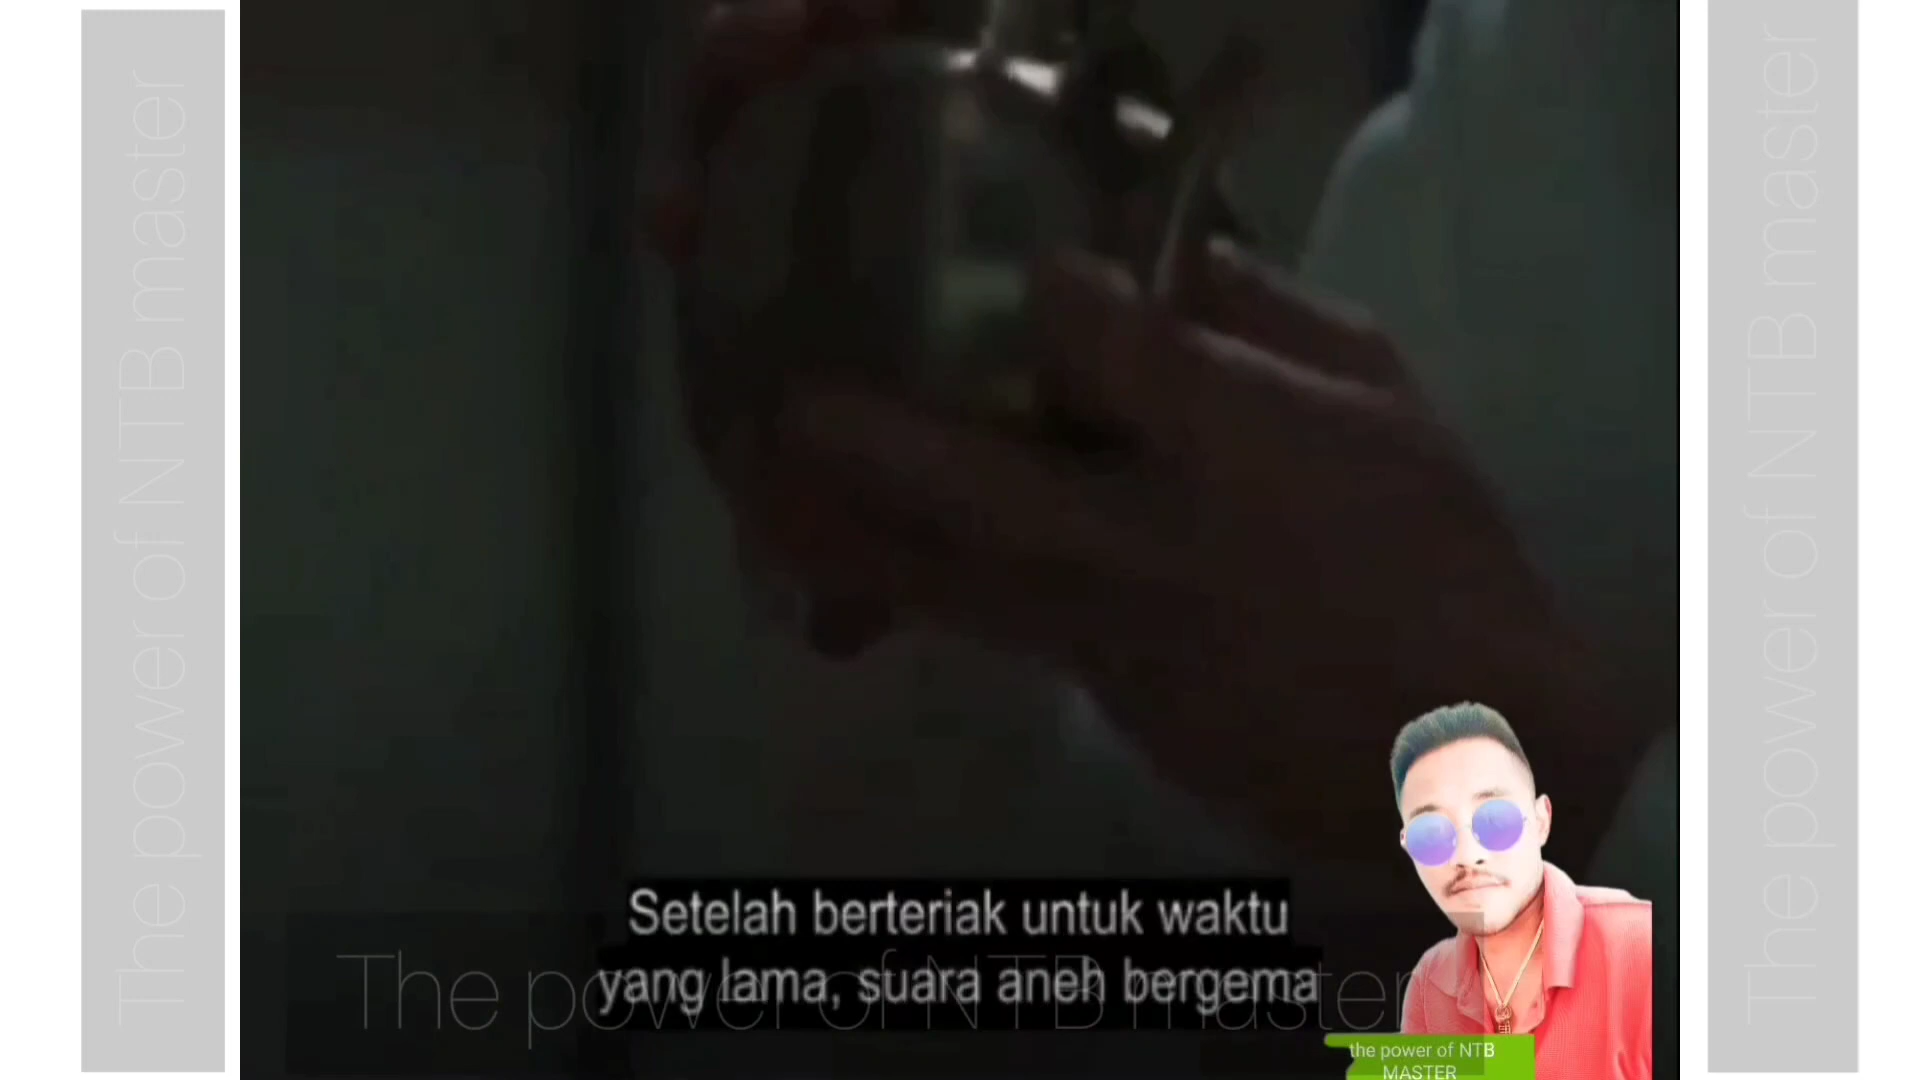 The power of NTB master
The power of NTB master
Setelah berteriak untuk waktu
yang lama, suara aneh bergema
The power of NTB master
the power of NTB
MASTER